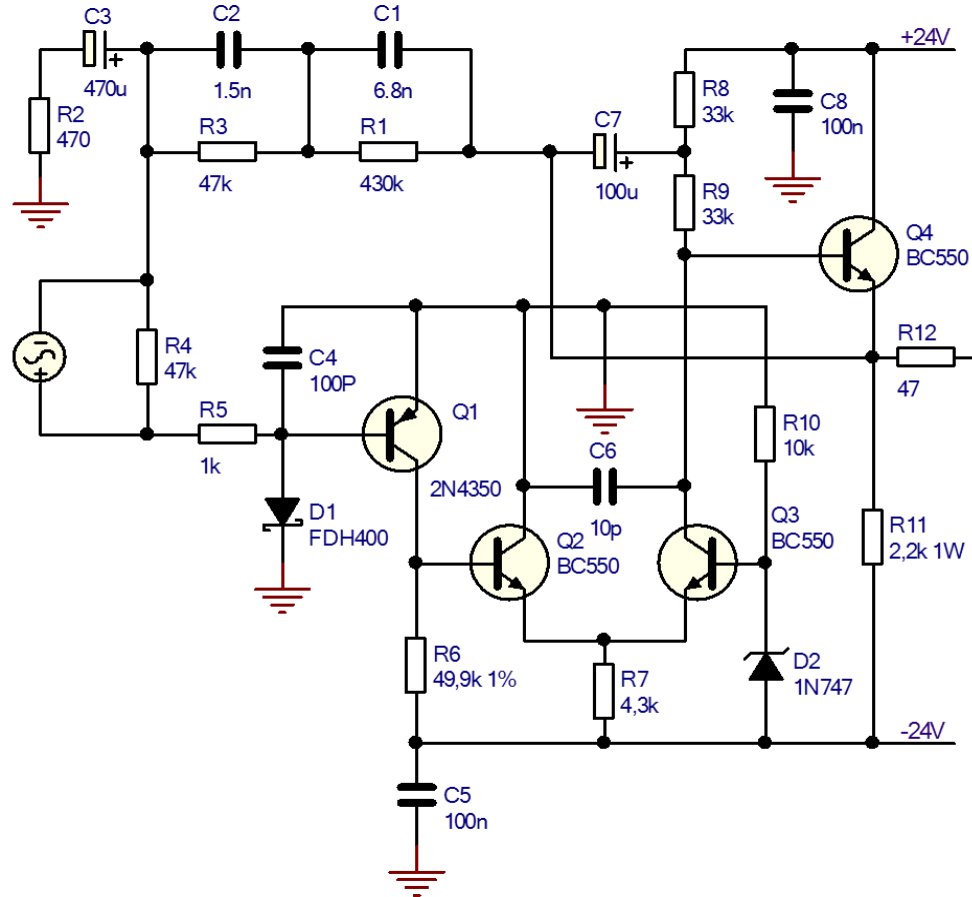 C3
470u
C2
1.5n
C1
6.8n
+24V
R2
470
R3
47k
R1
430k
C7
100u
R8
33k
C8
100n
R9
33k
Q4
BC550
R4
47k
C4
100P
R12
47
R5
1k
Q1
2N4350
R10
10k
C6
10p
D1
FDH400
Q2
BC550
Q3
BC550
R11
2,2k 1W
R6
49,9k 1%
R7
4,3k
D2
1N747
-24V
C5
100n